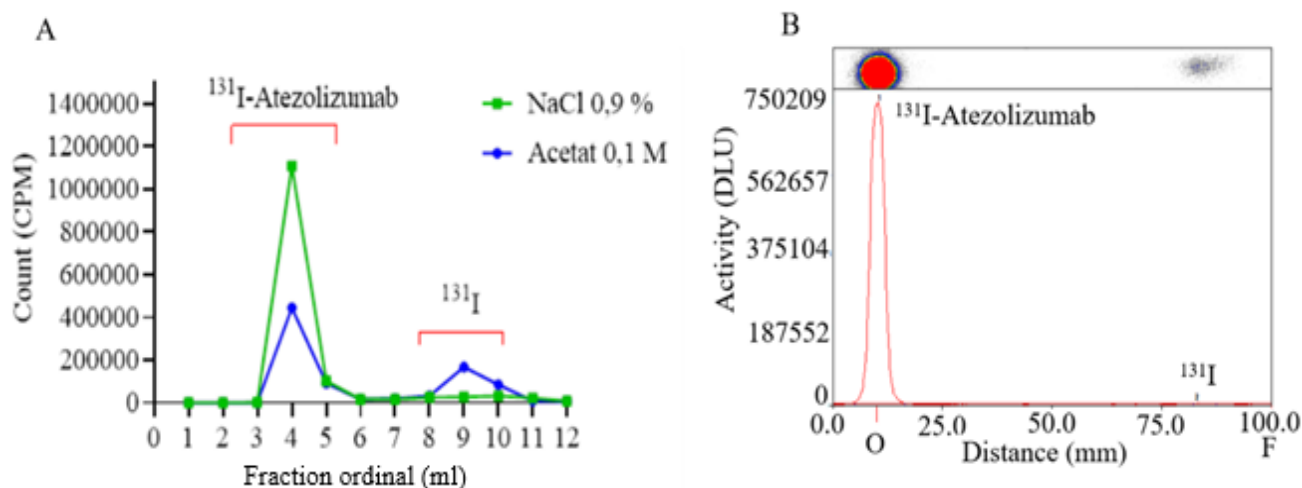 A
¹³¹I-Atezolizumab
NaCl 0,9 %
Acetat 0,1 M
¹³¹I
Count (CPM)
1400000
1200000
1000000
800000
600000
400000
200000
0
0 1 2 3 4 5 6 7 8 9 10 11 12
Fraction ordinal (ml)
B
¹³¹I-Atezolizumab
¹³¹I
Activity (DLU)
750209
562657
375104
187552
0
0.0 25.0 50.0 75.0 100.0
O F
Distance (mm)